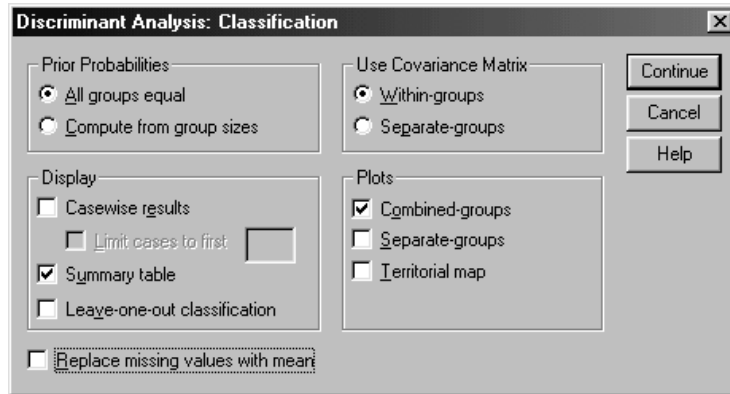 Discriminant Analysis: Classification
Prior Probabilities
All groups equal
Compute from group sizes
Use Covariance Matrix
Within-groups
Separate-groups
Continue
Cancel
Help
Display
Casewise results
Limit cases to first
Summary table
Leave-one-out classification
Plots
Combined-groups
Separate-groups
Territorial map
Replace missing values with mean